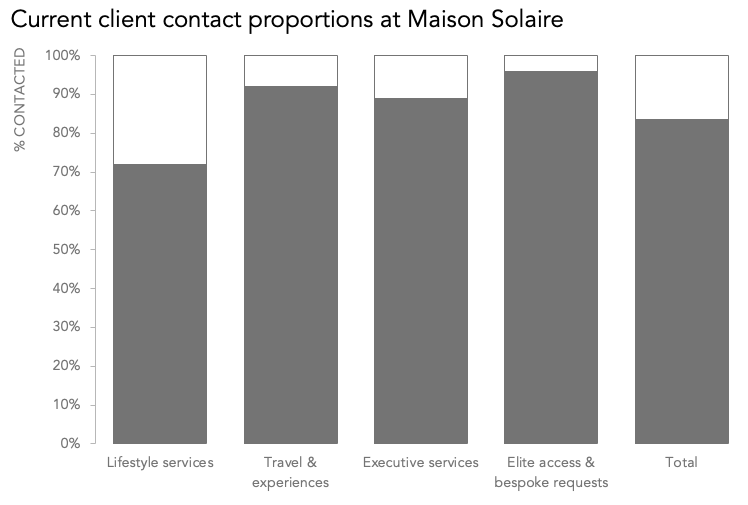 Current client contact proportions at Maison Solaire
% CONTACTED
100%
90%
80%
70%
60%
50%
40%
30%
20%
10%
0%
Lifestyle services
Travel &
experiences
Executive services
Elite access &
bespoke requests
Total